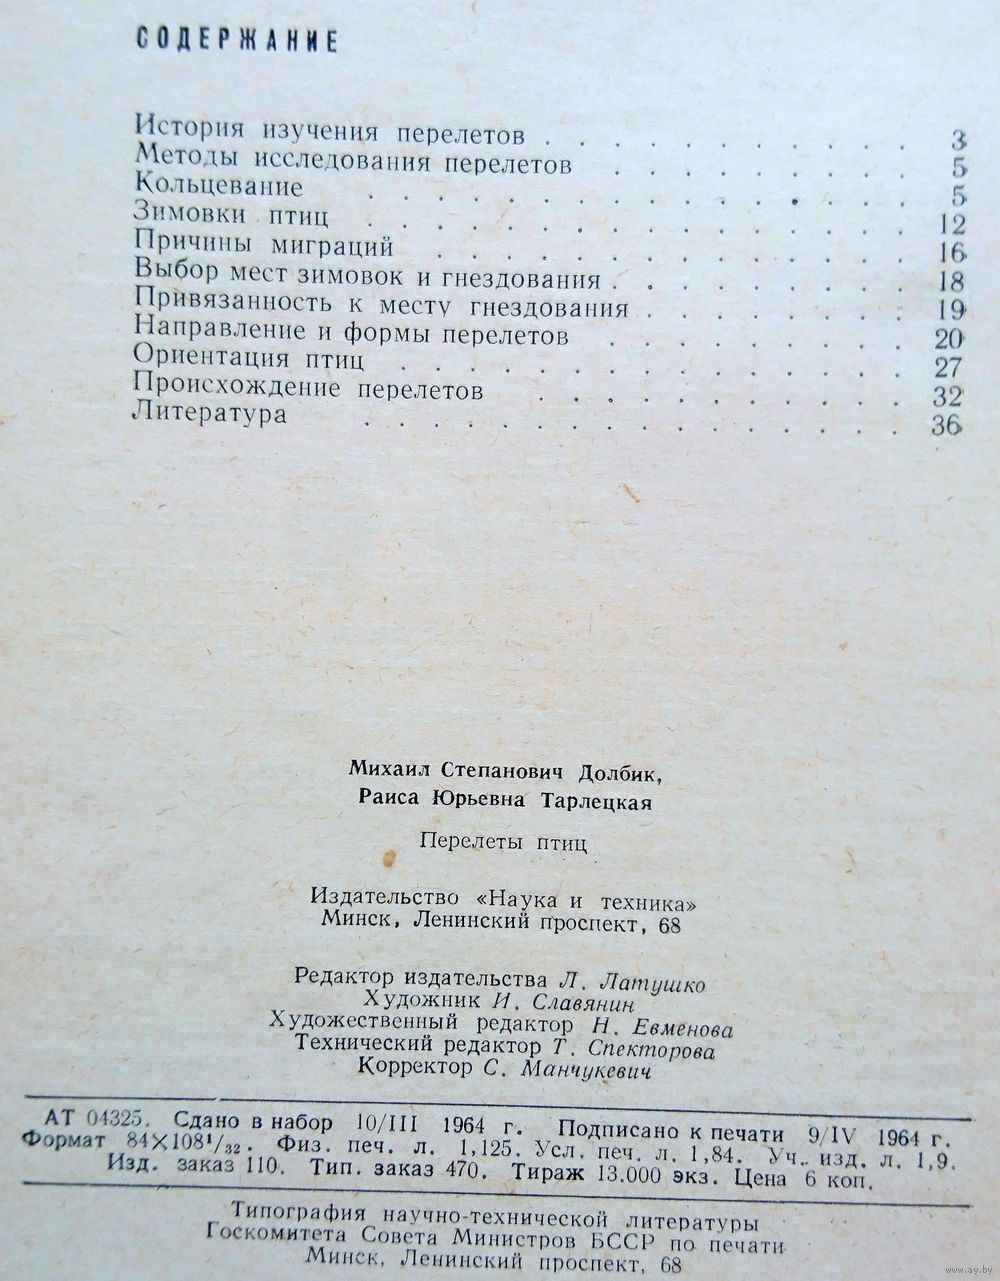 СОДЕРЖАНИЕ
История изучения перелетов . . . . . . . . . . . 3
Методы исследования перелетов . . . . . . . . . 5
Кольцевание . . . . . . . . . . . . . . . . 5
Зимовки птиц . . . . . . . . . . . . . . . . 12
Причины миграций . . . . . . . . . . . . . . 16
Выбор мест зимовок и гнездования . . . . . . . . . 18
Привязанность к месту гнездования . . . . . . . . 19
Направление и формы перелетов . . . . . . . . . 20
Ориентация птиц . . . . . . . . . . . . . . . 27
Происхождение перелетов . . . . . . . . . . . 32
Литература . . . . . . . . . . . . . . . . 36
Михаил Степанович Долбик,
Раиса Юрьевна Тарлецкая
Перелеты птиц
Издательство «Наука и техника»
Минск, Ленинский проспект, 68
Редактор издательства Л. Латушко
Художник И. Славянин
Художественный редактор Н. Евменова
Технический редактор Т. Спекторова
Корректор С. Манчукевич
АТ 04325. Сдано в набор 10/III 1964 г. Подписано к печати 9/IV 1964 г.
Формат 84×108¹/₃₂. Физ. печ. л. 1,125. Усл. печ. л. 1,84. Уч. изд. л. 1,9.
Изд. заказ 110. Тип. заказ 470. Тираж 13.000 экз. Цена 6 коп.
Типография научно-технической литературы
Госкомитета Совета Министров БССР по печати
Минск, Ленинский проспект, 68
www.ay.by